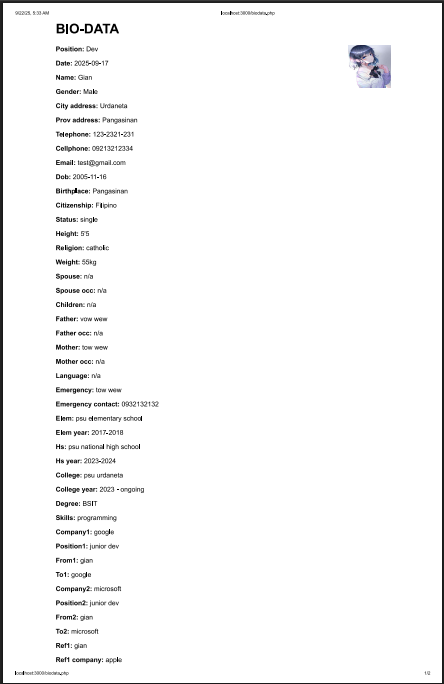 9/22/25, 5:33 AM
localhost:3000/biodata.php
BIO-DATA
Position: Dev
Date: 2025-09-17
Name: Gian
Gender: Male
City address: Urdaneta
Prov address: Pangasinan
Telephone: 123-2321-231
Cellphone: 09213212334
Email: test@gmail.com
Dob: 2005-11-16
Birthplace: Pangasinan
Citizenship: Filipino
Status: single
Height: 5'5
Religion: catholic
Weight: 55kg
Spouse: n/a
Spouse occ: n/a
Children: n/a
Father: vow wew
Father occ: n/a
Mother: tow wew
Mother occ: n/a
Language: n/a
Emergency: tow wew
Emergency contact: 0932132132
Elem: psu elementary school
Elem year: 2017-2018
Hs: psu national high school
Hs year: 2023-2024
College: psu urdaneta
College year: 2023 - ongoing
Degree: BSIT
Skills: programming
Company1: google
Position1: junior dev
From1: gian
To1: google
Company2: microsoft
Position2: junior dev
From2: gian
To2: microsoft
Ref1: gian
Ref1 company: apple
localhost:3000/biodata.php
1/2